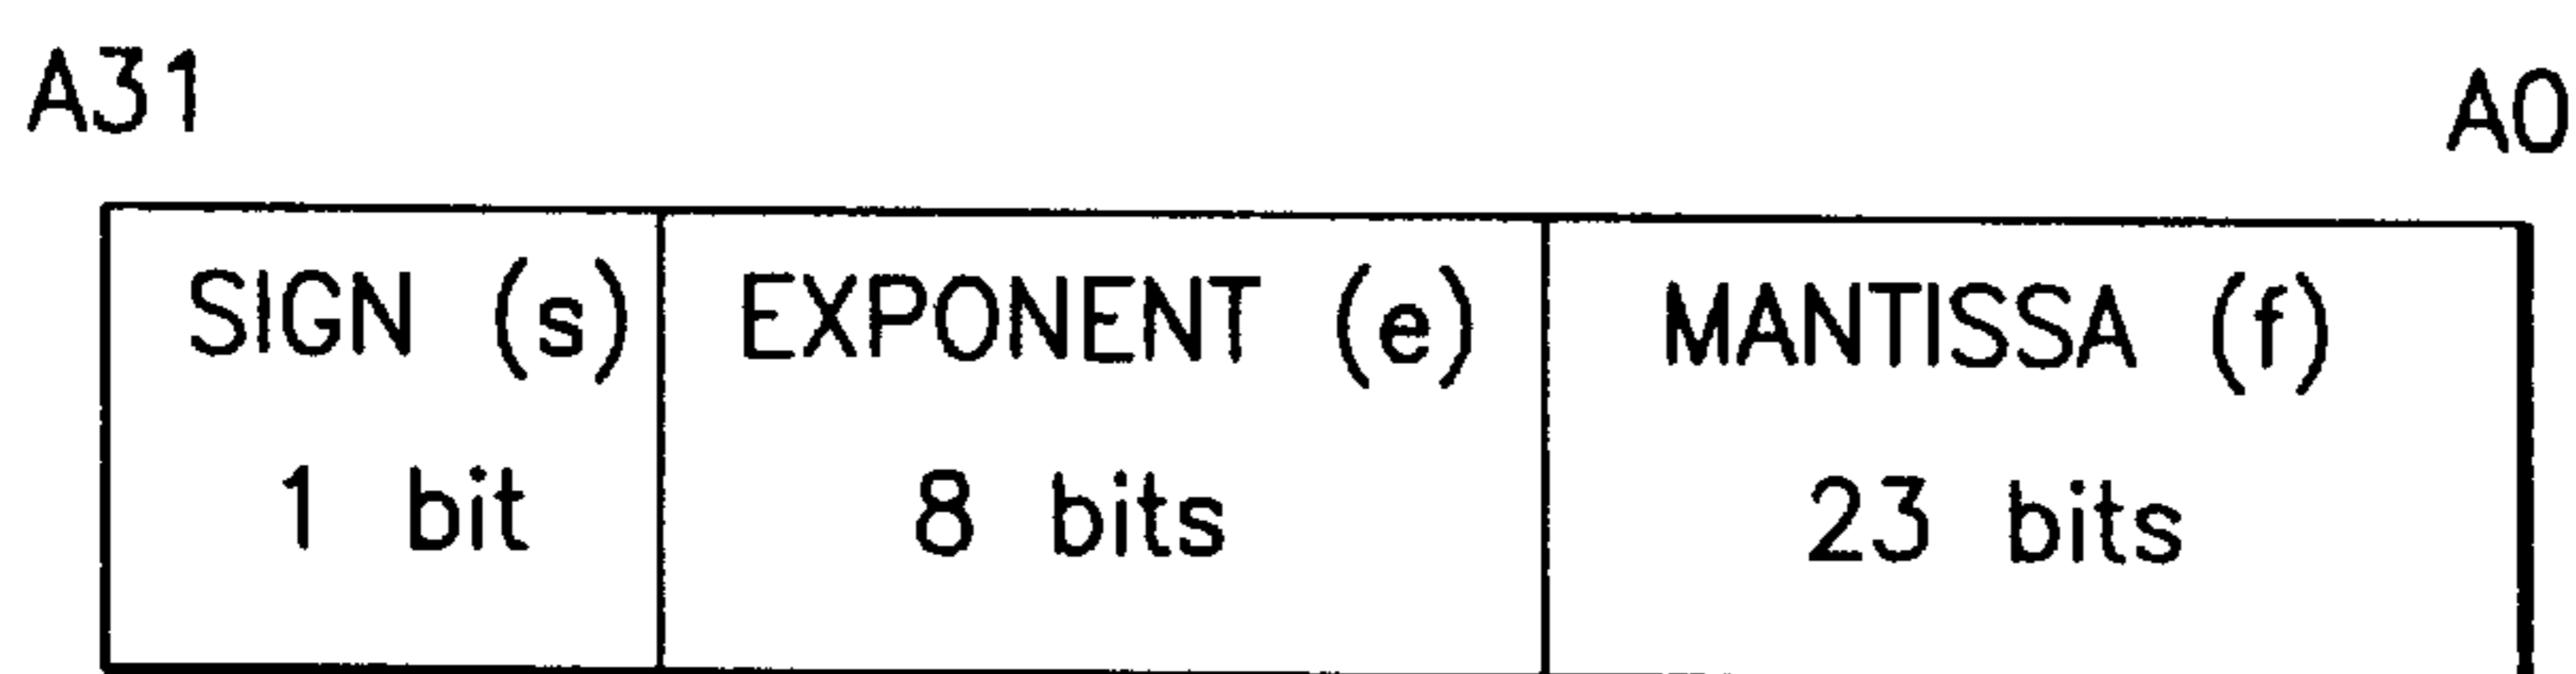 A31 A0
SIGN (s) EXPONENT (e) MANTISSA (f)
1 bit 8 bits 23 bits